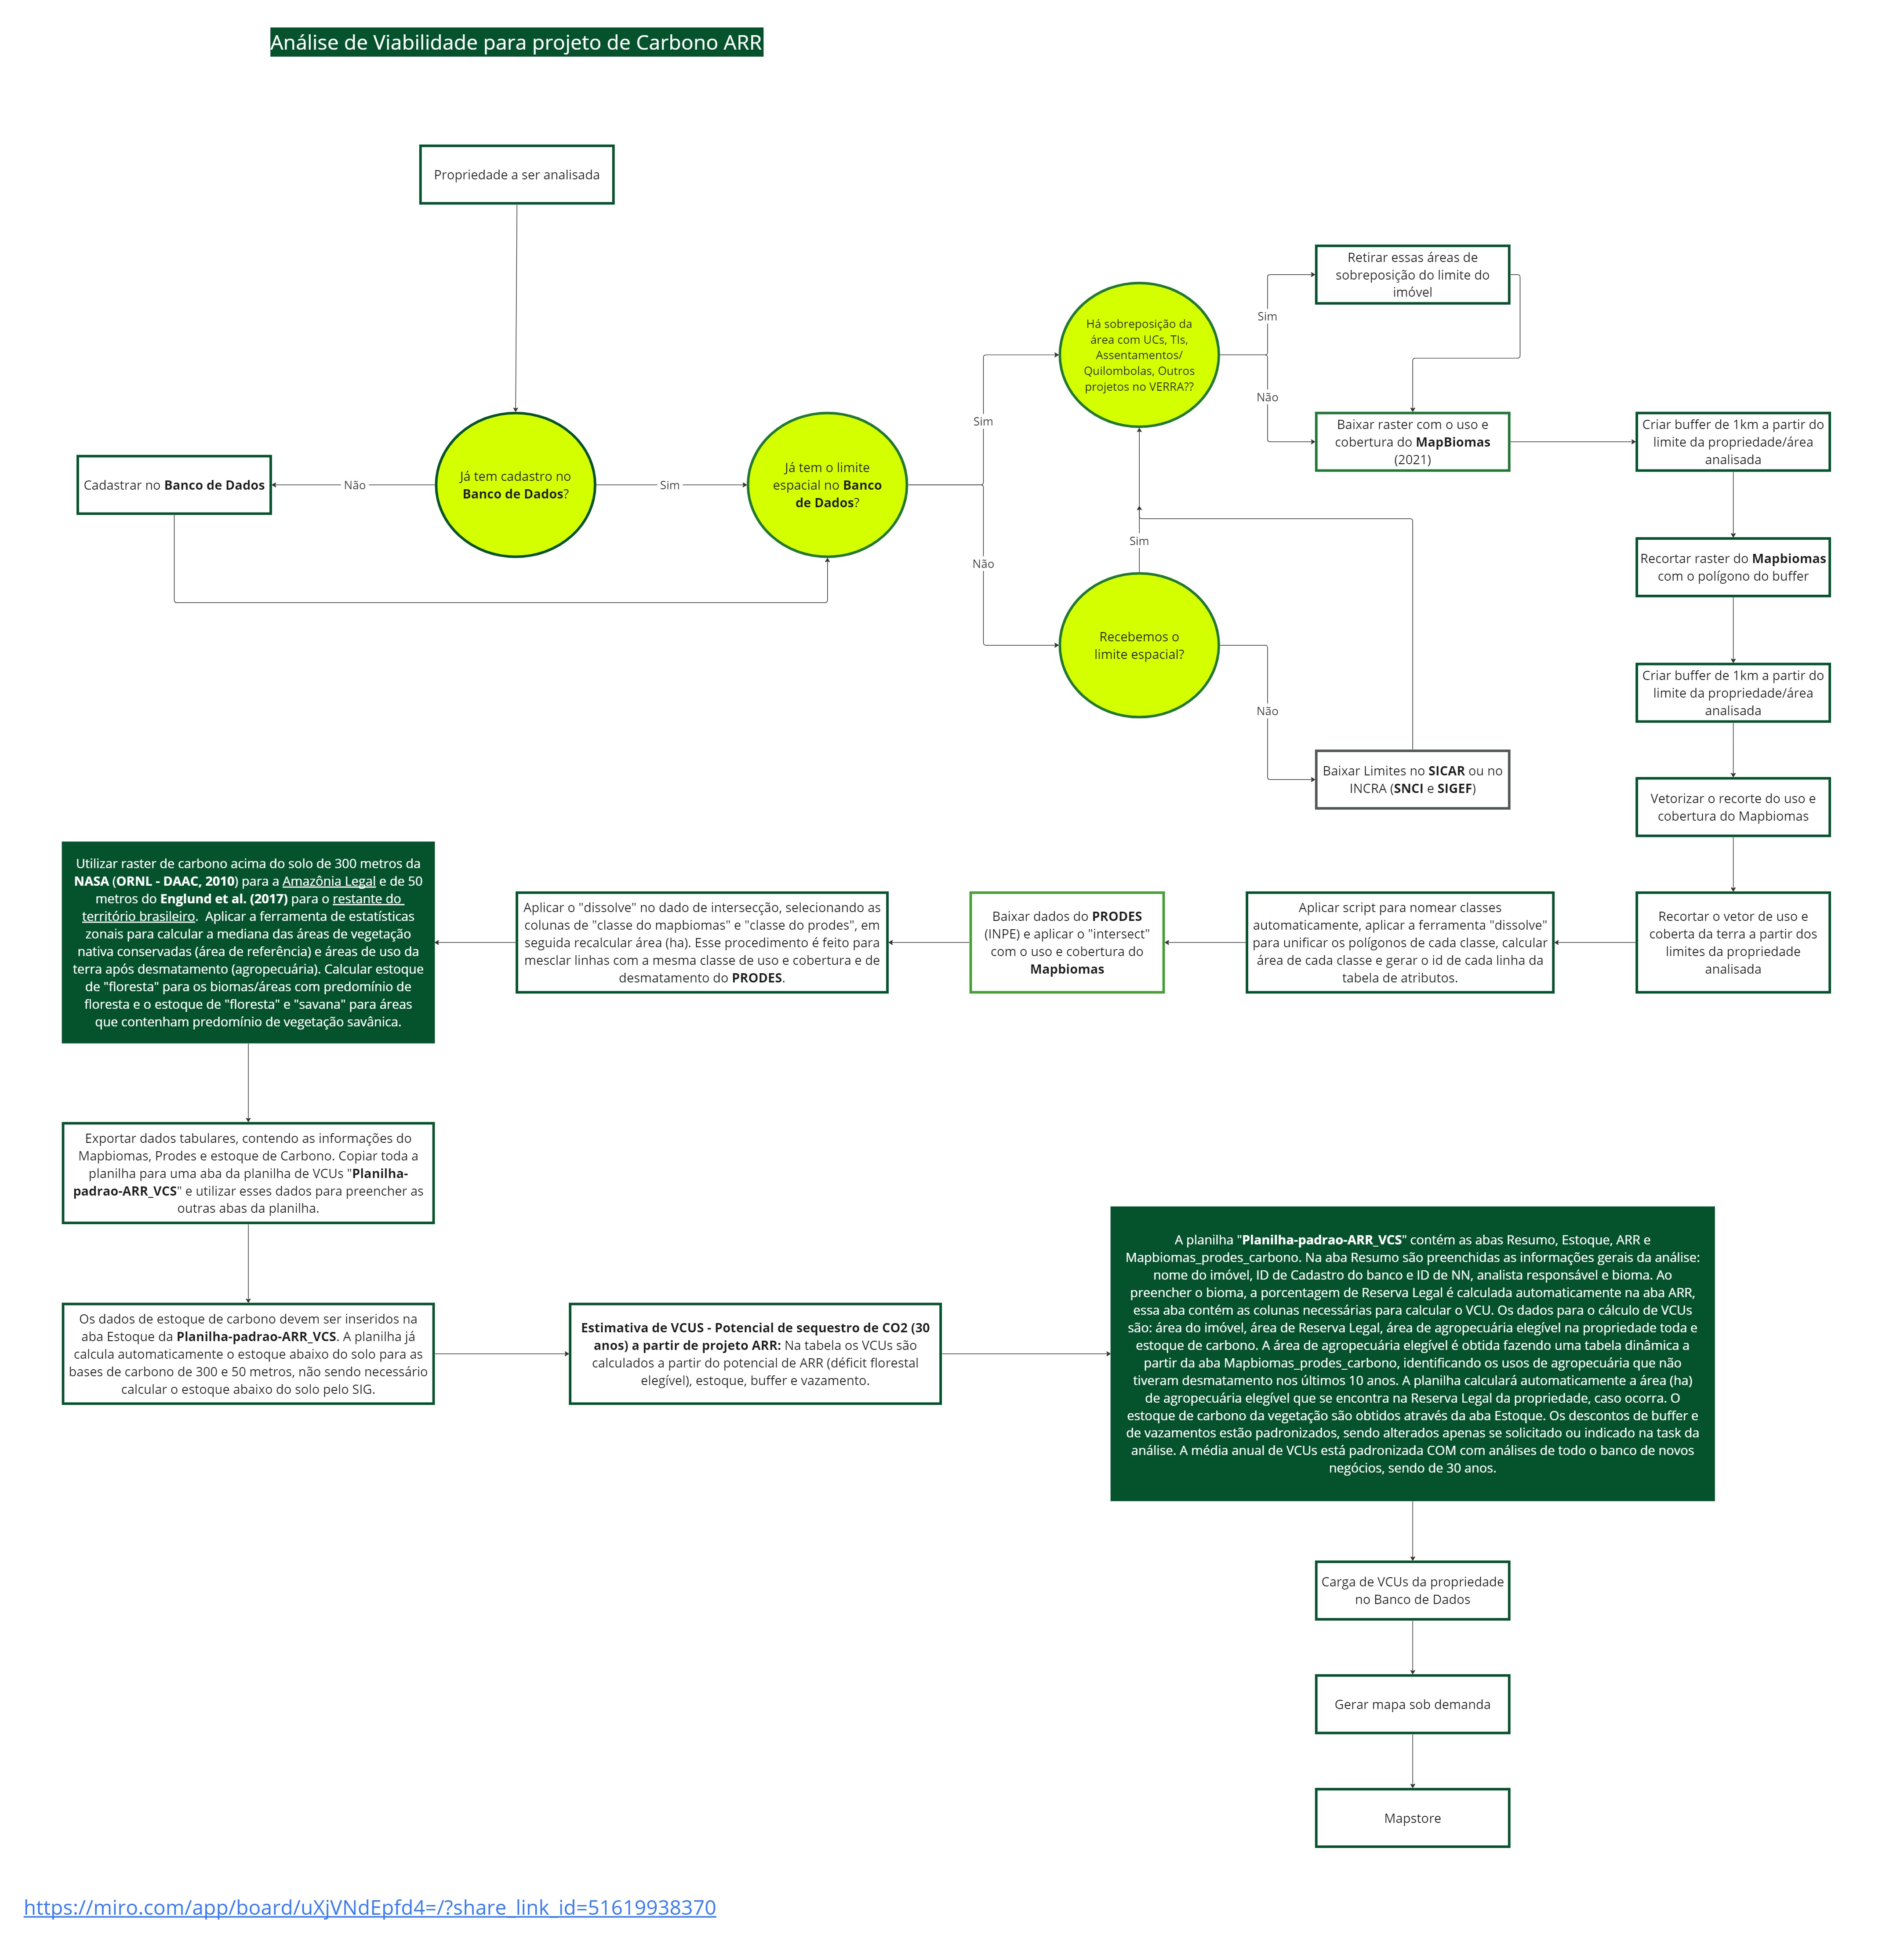 Análise de Viabilidade para projeto de Carbono ARR
Propriedade a ser analisada
Já tem cadastro no
Banco de Dados?
Não
Cadastrar no Banco de Dados
Sim
Já tem o limite
espacial no Banco
de Dados?
Sim
Não
Há sobreposição da
área com UCs, TIs,
Assentamentos/
Quilombolas, Outros
projetos no VERRA??
Sim
Não
Retirar essas áreas de
sobreposição do limite do
imóvel
Recebemos o
limite espacial?
Sim
Não
Baixar Limites no SICAR ou no
INCRA (SNCI e SIGEF)
Baixar raster com o uso e
cobertura do MapBiomas
(2021)
Criar buffer de 1km a partir do
limite da propriedade/área
analisada
Recortar raster do Mapbiomas
com o polígono do buffer
Criar buffer de 1km a partir do
limite da propriedade/área
analisada
Vetorizar o recorte do uso e
cobertura do Mapbiomas
Recortar o vetor de uso e
coberta da terra a partir dos
limites da propriedade
analisada
Aplicar script para nomear classes
automaticamente, aplicar a ferramenta "dissolve"
para unificar os polígonos de cada classe, calcular
área de cada classe e gerar o id de cada linha da
tabela de atributos.
Baixar dados do PRODES
(INPE) e aplicar o "intersect"
com o uso e cobertura do
Mapbiomas
Aplicar o "dissolve" no dado de intersecção, selecionando as
colunas de "classe do mapbiomas" e "classe do prodes", em
seguida recalcular área (ha). Esse procedimento é feito para
mesclar linhas com a mesma classe de uso e cobertura e de
desmatamento do PRODES.
Utilizar raster de carbono acima do solo de 300 metros da
NASA (ORNL - DAAC, 2010) para a Amazônia Legal e de 50
metros do Englund et al. (2017) para o restante do
território brasileiro. Aplicar a ferramenta de estatísticas
zonais para calcular a mediana das áreas de vegetação
nativa conservadas (área de referência) e áreas de uso da
terra após desmatamento (agropecuária). Calcular estoque
de "floresta" para os biomas/áreas com predomínio de
floresta e o estoque de "floresta" e "savana" para áreas
que contenham predomínio de vegetação savânica.
Exportar dados tabulares, contendo as informações do
Mapbiomas, Prodes e estoque de Carbono. Copiar toda a
planilha para uma aba da planilha de VCUs "Planilha-
padrao-ARR_VCS" e utilizar esses dados para preencher as
outras abas da planilha.
Os dados de estoque de carbono devem ser inseridos na
aba Estoque da Planilha-padrao-ARR_VCS. A planilha já
calcula automaticamente o estoque abaixo do solo para as
bases de carbono de 300 e 50 metros, não sendo necessário
calcular o estoque abaixo do solo pelo SIG.
Estimativa de VCUS - Potencial de sequestro de CO2 (30
anos) a partir de projeto ARR: Na tabela os VCUs são
calculados a partir do potencial de ARR (déficit florestal
elegível), estoque, buffer e vazamento.
A planilha "Planilha-padrao-ARR_VCS" contém as abas Resumo, Estoque, ARR e
Mapbiomas_prodes_carbono. Na aba Resumo são preenchidas as informações gerais da análise:
nome do imóvel, ID de Cadastro do banco e ID de NN, analista responsável e bioma. Ao
preencher o bioma, a porcentagem de Reserva Legal é calculada automaticamente na aba ARR,
essa aba contém as colunas necessárias para calcular o VCU. Os dados para o cálculo de VCUs
são: área do imóvel, área de Reserva Legal, área de agropecuária elegível na propriedade toda e
estoque de carbono. A área de agropecuária elegível é obtida fazendo uma tabela dinâmica a
partir da aba Mapbiomas_prodes_carbono, identificando os usos de agropecuária que não
tiveram desmatamento nos últimos 10 anos. A planilha calculará automaticamente a área (ha)
de agropecuária elegível que se encontra na Reserva Legal da propriedade, caso ocorra. O
estoque de carbono da vegetação são obtidos através da aba Estoque. Os descontos de buffer e
de vazamentos estão padronizados, sendo alterados apenas se solicitado ou indicado na task da
análise. A média anual de VCUs está padronizada COM com análises de todo o banco de novos
negócios, sendo de 30 anos.
Carga de VCUs da propriedade
no Banco de Dados
Gerar mapa sob demanda
Mapstore
https://miro.com/app/board/uXjVNdEpfd4=/?share_link_id=51619938370